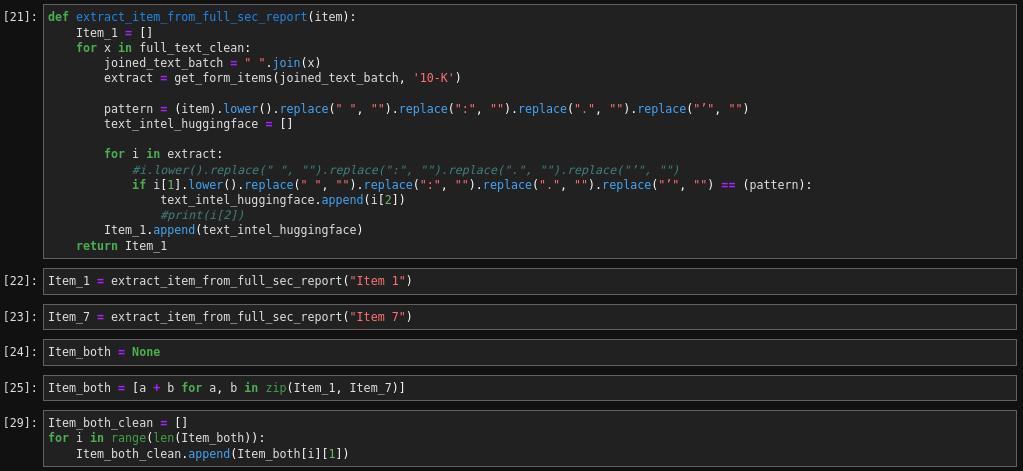 [21]: def extract_item_from_full_sec_report(item):
    Item_1 = []
    for x in full_text_clean:
        joined_text_batch = " ".join(x)
        extract = get_form_items(joined_text_batch, '10-K')

        pattern = (item).lower().replace(" ", "").replace(":", "").replace(".", "").replace("’", "")
        text_intel_huggingface = []

        for i in extract:
            #i.lower().replace(" ", "").replace(":", "").replace(".", "").replace("’", "")
            if i[1].lower().replace(" ", "").replace(":", "").replace(".", "").replace("’", "") == (pattern):
                text_intel_huggingface.append(i[2])
                #print(i[2])
        Item_1.append(text_intel_huggingface)
    return Item_1
[22]: Item_1 = extract_item_from_full_sec_report("Item 1")
[23]: Item_7 = extract_item_from_full_sec_report("Item 7")
[24]: Item_both = None
[25]: Item_both = [a + b for a, b in zip(Item_1, Item_7)]
[29]: Item_both_clean = []
for i in range(len(Item_both)):
    Item_both_clean.append(Item_both[i][1])